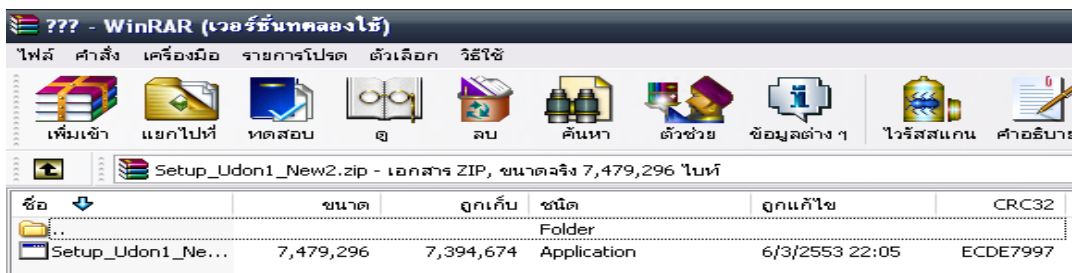 ??? - WinRAR (เวอร์ชั่นทดลองใช้)
ไฟล์ คำสั่ง เครื่องมือ รายการโปรด ตัวเลือก วิธีใช้
เพิ่มเข้า แยกไปที่ ทดสอบ ดู ลบ ค้นหา ตัวช่วย ข้อมูลต่าง ๆ ไวรัสสแกน คำอธิบาย
Setup_Udon1_New2.zip - เอกสาร ZIP, ขนาดจริง 7,479,296 ไบท์
ชื่อ ขนาด ถูกเก็บ ชนิด ถูกแก้ไข CRC32
.. Folder
Setup_Udon1_Ne... 7,479,296 7,394,674 Application 6/3/2553 22:05 ECDE7997